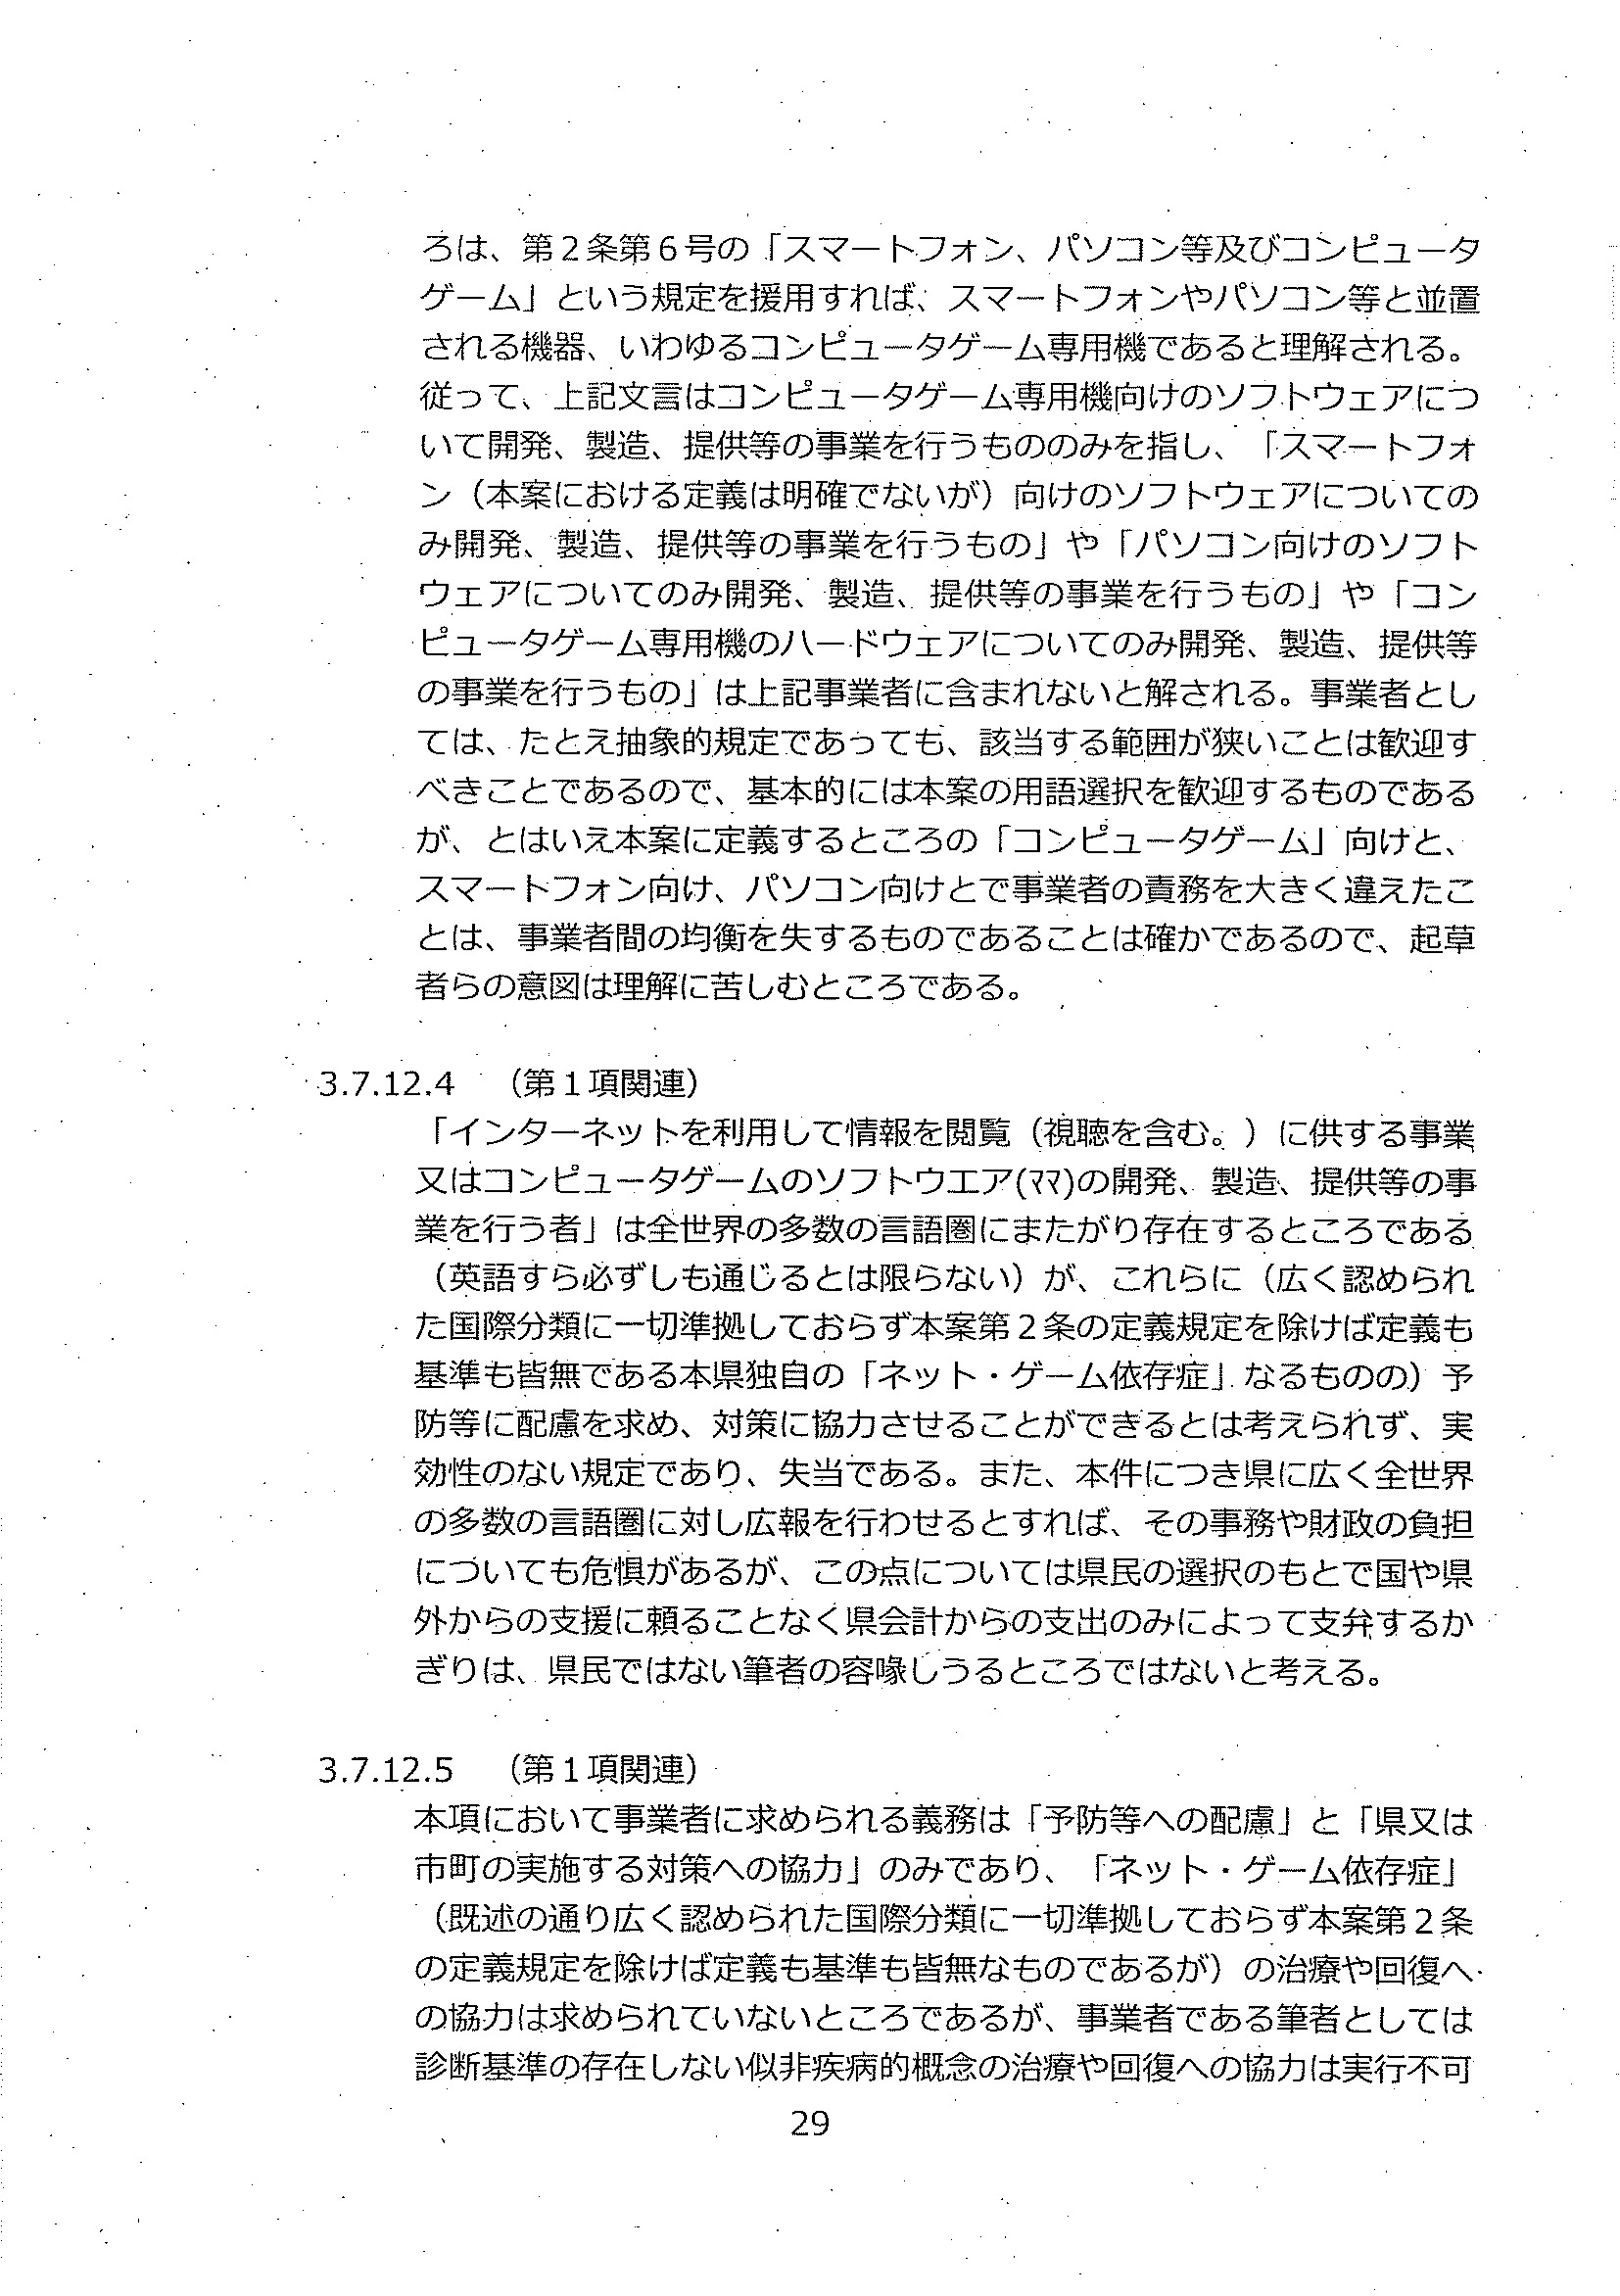 ろは、第２条第６号の「スマートフォン、パソコン等及びコンピュータ
ゲーム」という規定を援用すれば、スマートフォンやパソコン等と並置
される機器、いわゆるコンピュータゲーム専用機であると理解される。
従って、上記文言はコンピュータゲーム専用機向けのソフトウェアにつ
いて開発、製造、提供等の事業を行うもののみを指し、「スマートフォ
ン（本案における定義は明確でないが）向けのソフトウェアについての
み開発、製造、提供等の事業を行うもの」や「パソコン向けのソフト
ウェアについてのみ開発、製造、提供等の事業を行うもの」や「コン
ピュータゲーム専用機のハードウェアについてのみ開発、製造、提供等
の事業を行うもの」は上記事業者に含まれないと解される。事業者とし
ては、たとえ抽象的規定であっても、該当する範囲が狭いことは歓迎す
べきことであるので、基本的には本案の用語選択を歓迎するものである
が、とはいえ本案に定義するところの「コンピュータゲーム」向けと、
スマートフォン向け、パソコン向けとで事業者の責務を大きく違えたこ
とは、事業者間の均衡を失するものであることは確かであるので、起草
者らの意図は理解に苦しむところである。
3.7.12.4 （第１項関連）
「インターネットを利用して情報を閲覧（視聴を含む。）に供する事業
又はコンピュータゲームのソフトウエア(ﾏﾏ)の開発、製造、提供等の事
業を行う者」は全世界の多数の言語圏にまたがり存在するところである
（英語すら必ずしも通じるとは限らない）が、これらに（広く認められ
た国際分類に一切準拠しておらず本案第２条の定義規定を除けば定義も
基準も皆無である本県独自の「ネット・ゲーム依存症」なるものの）予
防等に配慮を求め、対策に協力させることができるとは考えられず、実
効性のない規定であり、失当である。また、本件につき県に広く全世界
の多数の言語圏に対し広報を行わせるとすれば、その事務や財政の負担
についても危惧があるが、この点については県民の選択のもとで国や県
外からの支援に頼ることなく県会計からの支出のみによって支弁するか
ぎりは、県民ではない筆者の容喙しうるところではないと考える。
3.7.12.5 （第１項関連）
本項において事業者に求められる義務は「予防等への配慮」と「県又は
市町の実施する対策への協力」のみであり、「ネット・ゲーム依存症」
（既述の通り広く認められた国際分類に一切準拠しておらず本案第２条
の定義規定を除けば定義も基準も皆無なものであるが）の治療や回復へ
の協力は求められていないところであるが、事業者である筆者としては
診断基準の存在しない似非疾病的概念の治療や回復への協力は実行不可
29